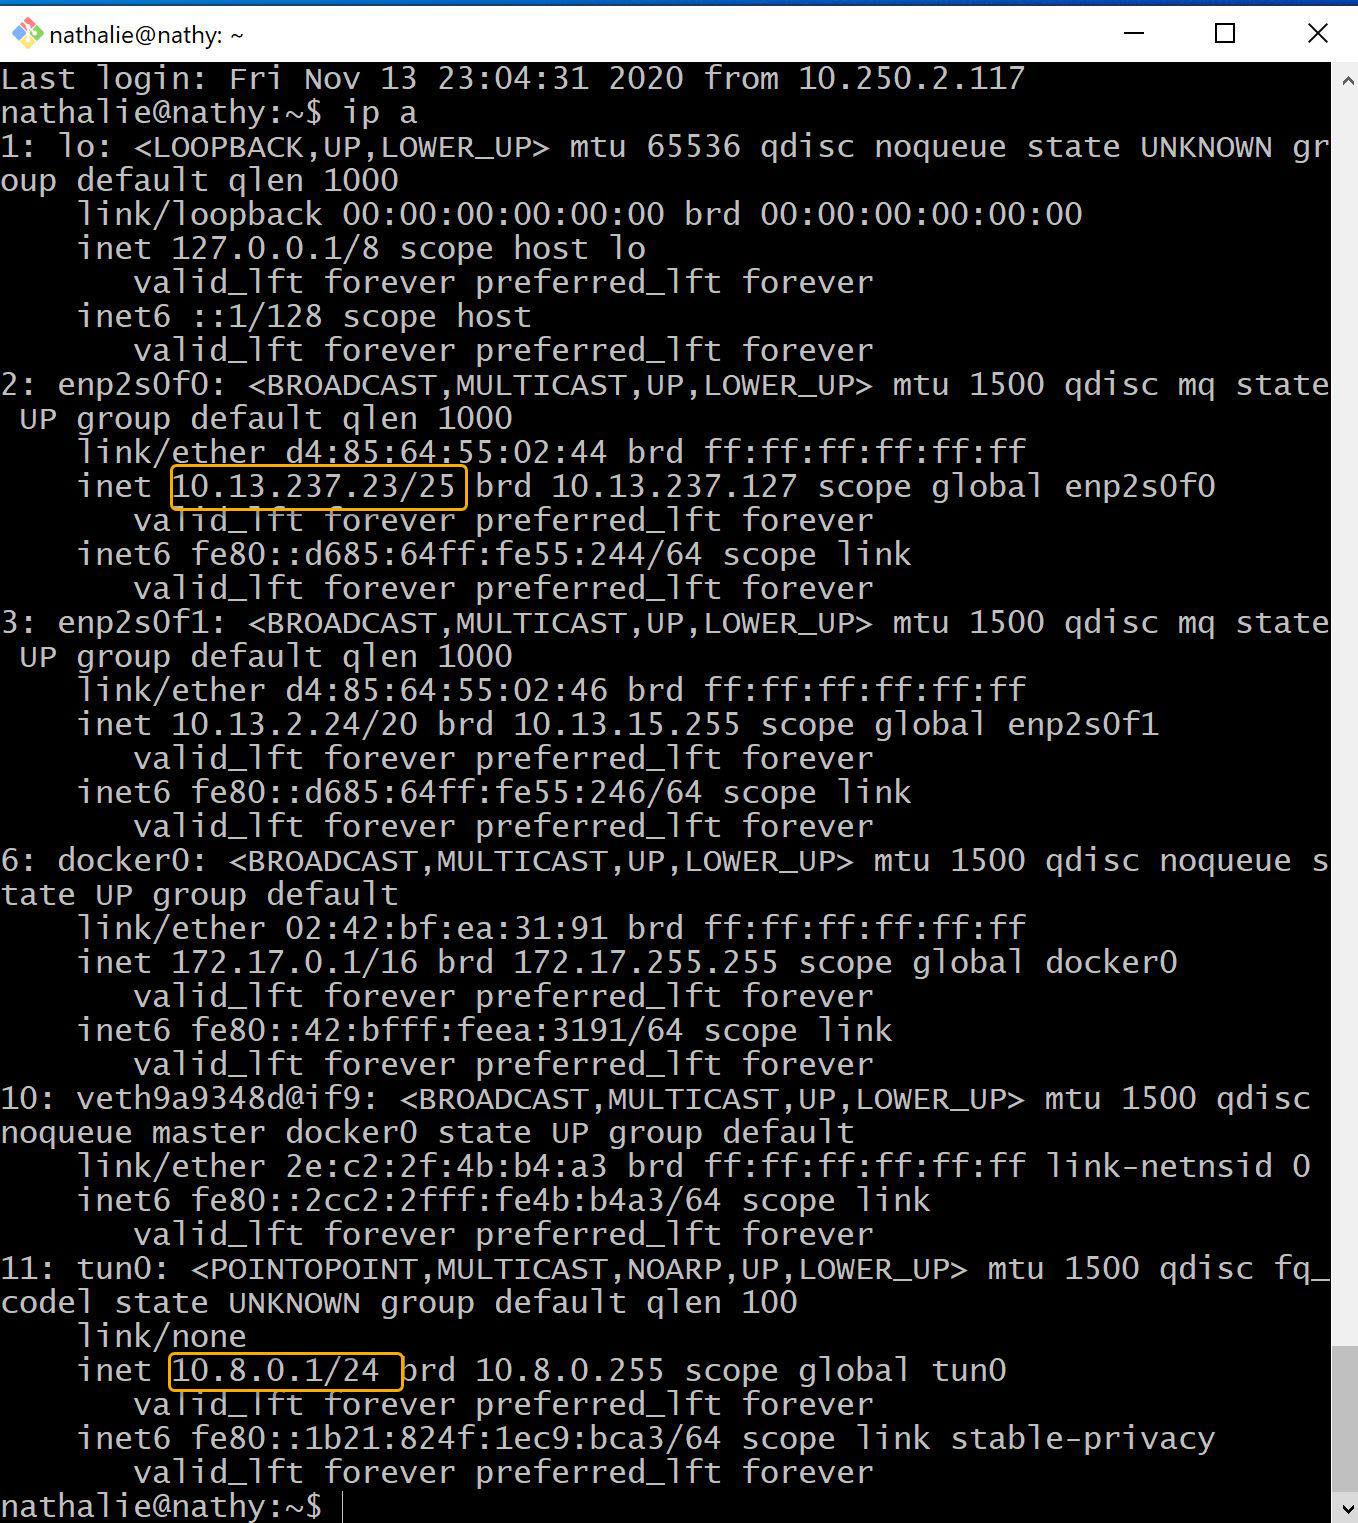 nathalie@nathy: ~
Last login: Fri Nov 13 23:04:31 2020 from 10.250.2.117
nathalie@nathy:~$ ip a
1: lo: <LOOPBACK,UP,LOWER_UP> mtu 65536 qdisc noqueue state UNKNOWN gr
oup default qlen 1000
    link/loopback 00:00:00:00:00:00 brd 00:00:00:00:00:00
    inet 127.0.0.1/8 scope host lo
       valid_lft forever preferred_lft forever
    inet6 ::1/128 scope host
       valid_lft forever preferred_lft forever
2: enp2s0f0: <BROADCAST,MULTICAST,UP,LOWER_UP> mtu 1500 qdisc mq state
 UP group default qlen 1000
    link/ether d4:85:64:55:02:44 brd ff:ff:ff:ff:ff:ff
    inet 10.13.237.23/25 brd 10.13.237.127 scope global enp2s0f0
       valid_lft forever preferred_lft forever
    inet6 fe80::d685:64ff:fe55:244/64 scope link
       valid_lft forever preferred_lft forever
3: enp2s0f1: <BROADCAST,MULTICAST,UP,LOWER_UP> mtu 1500 qdisc mq state
 UP group default qlen 1000
    link/ether d4:85:64:55:02:46 brd ff:ff:ff:ff:ff:ff
    inet 10.13.2.24/20 brd 10.13.15.255 scope global enp2s0f1
       valid_lft forever preferred_lft forever
    inet6 fe80::d685:64ff:fe55:246/64 scope link
       valid_lft forever preferred_lft forever
6: docker0: <BROADCAST,MULTICAST,UP,LOWER_UP> mtu 1500 qdisc noqueue s
tate UP group default
    link/ether 02:42:bf:ea:31:91 brd ff:ff:ff:ff:ff:ff
    inet 172.17.0.1/16 brd 172.17.255.255 scope global docker0
       valid_lft forever preferred_lft forever
    inet6 fe80::42:bfff:feea:3191/64 scope link
       valid_lft forever preferred_lft forever
10: veth9a9348d@if9: <BROADCAST,MULTICAST,UP,LOWER_UP> mtu 1500 qdisc
noqueue master docker0 state UP group default
    link/ether 2e:c2:2f:4b:b4:a3 brd ff:ff:ff:ff:ff:ff link-netnsid 0
    inet6 fe80::2cc2:2fff:fe4b:b4a3/64 scope link
       valid_lft forever preferred_lft forever
11: tun0: <POINTOPOINT,MULTICAST,NOARP,UP,LOWER_UP> mtu 1500 qdisc fq_
codel state UNKNOWN group default qlen 100
    link/none
    inet 10.8.0.1/24 brd 10.8.0.255 scope global tun0
       valid_lft forever preferred_lft forever
    inet6 fe80::1b21:824f:1ec9:bca3/64 scope link stable-privacy
       valid_lft forever preferred_lft forever
nathalie@nathy:~$